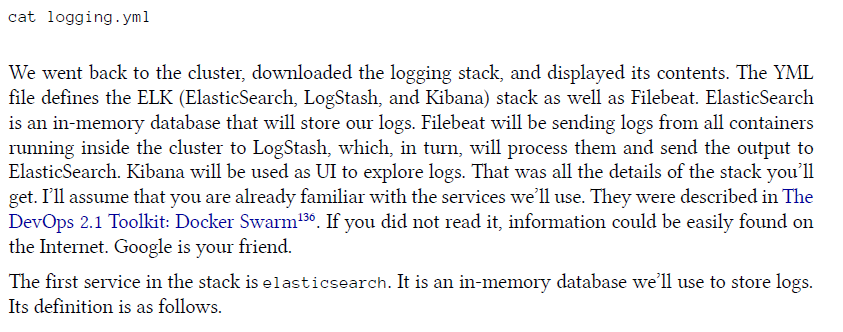 cat logging.yml
We went back to the cluster, downloaded the logging stack, and displayed its contents. The YML
file defines the ELK (ElasticSearch, LogStash, and Kibana) stack as well as Filebeat. ElasticSearch
is an in-memory database that will store our logs. Filebeat will be sending logs from all containers
running inside the cluster to LogStash, which, in turn, will process them and send the output to
ElasticSearch. Kibana will be used as UI to explore logs. That was all the details of the stack you’ll
get. I’ll assume that you are already familiar with the services we’ll use. They were described in The
DevOps 2.1 Toolkit: Docker Swarm¹³⁶. If you did not read it, information could be easily found on
the Internet. Google is your friend.
The first service in the stack is elasticsearch. It is an in-memory database we’ll use to store logs.
Its definition is as follows.